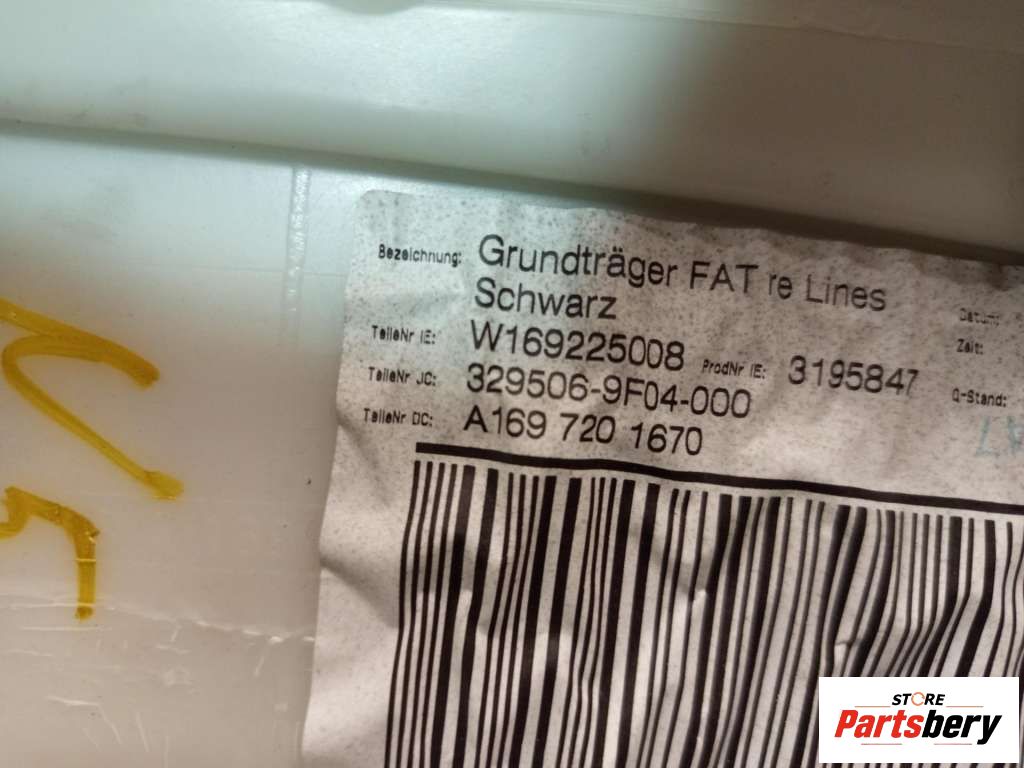 Bezeichnung: Grundträger FAT re Lines
Schwarz
Datum:
TeileNr IE: W169225008 ProdNr IE: 3195847
Zeit:
TeileNr JC: 329506-9F04-000
Q-Stand:
TeileNr DC: A169 720 1670
STORE
Partsbery